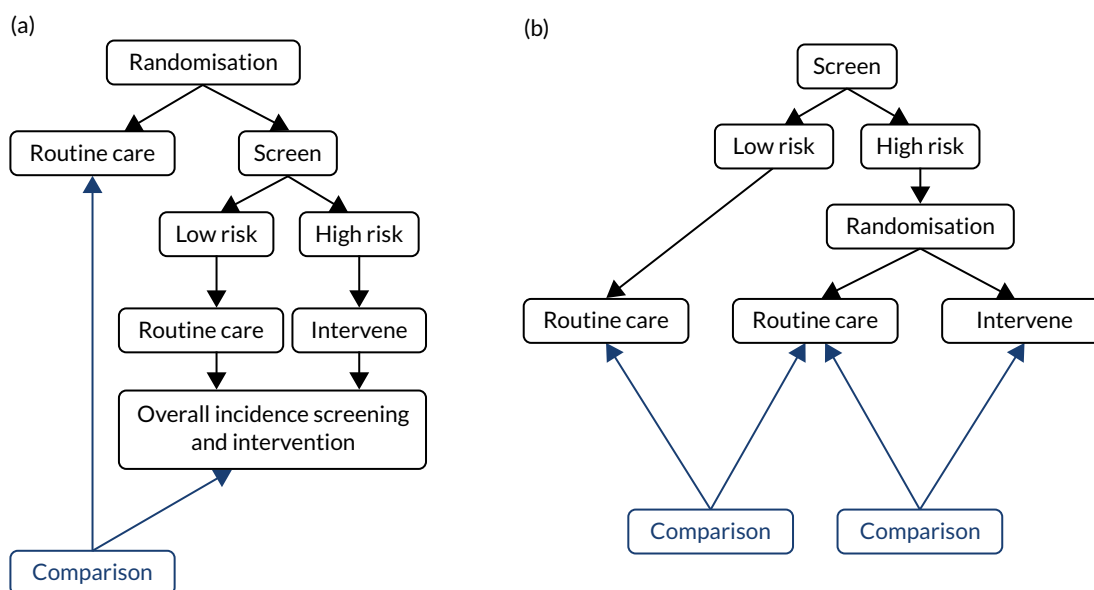 (a)
Randomisation
Routine care
Screen
Low risk
High risk
Routine care
Intervene
Overall incidence screening
and intervention
Comparison
(b)
Screen
Low risk
High risk
Randomisation
Routine care
Routine care
Intervene
Comparison
Comparison